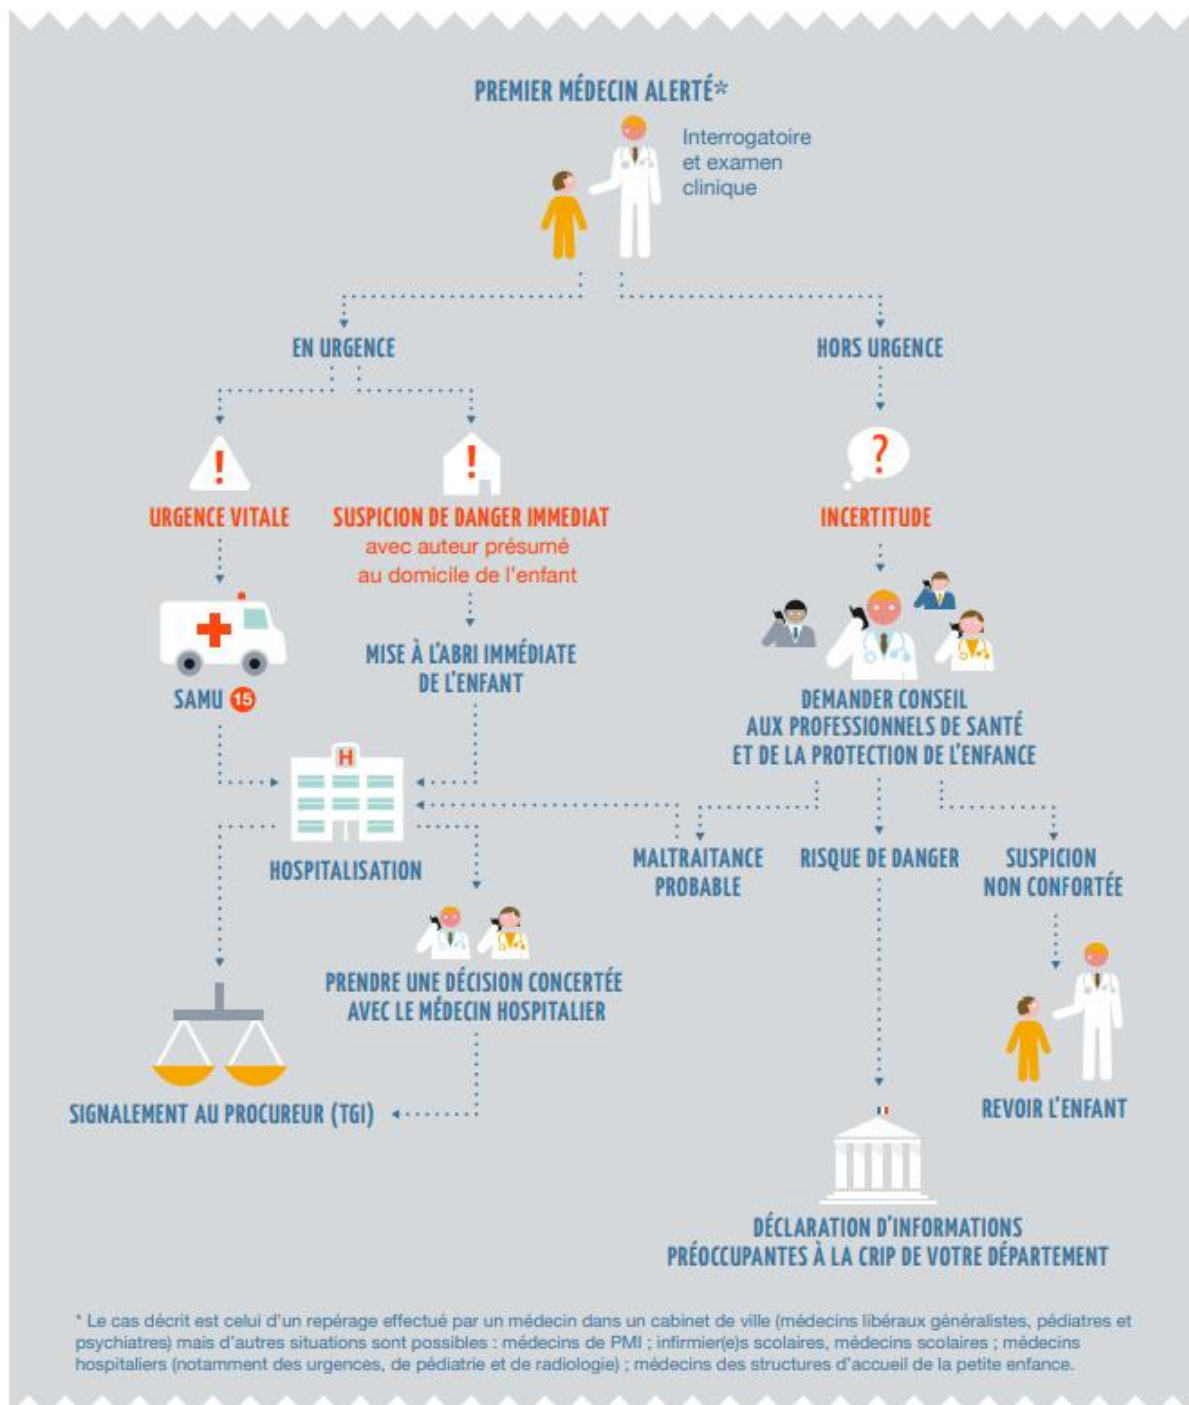 PREMIER MÉDECIN ALERTÉ*
Interrogatoire
et examen
clinique
EN URGENCE
HORS URGENCE
!
!
?
URGENCE VITALE
SUSPICION DE DANGER IMMEDIAT
avec auteur présumé
au domicile de l'enfant
INCERTITUDE
SAMU 15
MISE À L'ABRI IMMÉDIATE
DE L'ENFANT
DEMANDER CONSEIL
AUX PROFESSIONNELS DE SANTÉ
ET DE LA PROTECTION DE L'ENFANCE
H
HOSPITALISATION
MALTRAITANCE
PROBABLE
RISQUE DE DANGER
SUSPICION
NON CONFORTÉE
PRENDRE UNE DÉCISION CONCERTÉE
AVEC LE MÉDECIN HOSPITALIER
SIGNALEMENT AU PROCUREUR (TGI)
REVOIR L'ENFANT
DÉCLARATION D'INFORMATIONS
PRÉOCCUPANTES À LA CRIP DE VOTRE DÉPARTEMENT
* Le cas décrit est celui d'un repérage effectué par un médecin dans un cabinet de ville (médecins libéraux généralistes, pédiatres et
psychiatres) mais d'autres situations sont possibles : médecins de PMI ; infirmier(e)s scolaires, médecins scolaires ; médecins
hospitaliers (notamment des urgences, de pédiatrie et de radiologie) ; médecins des structures d'accueil de la petite enfance.